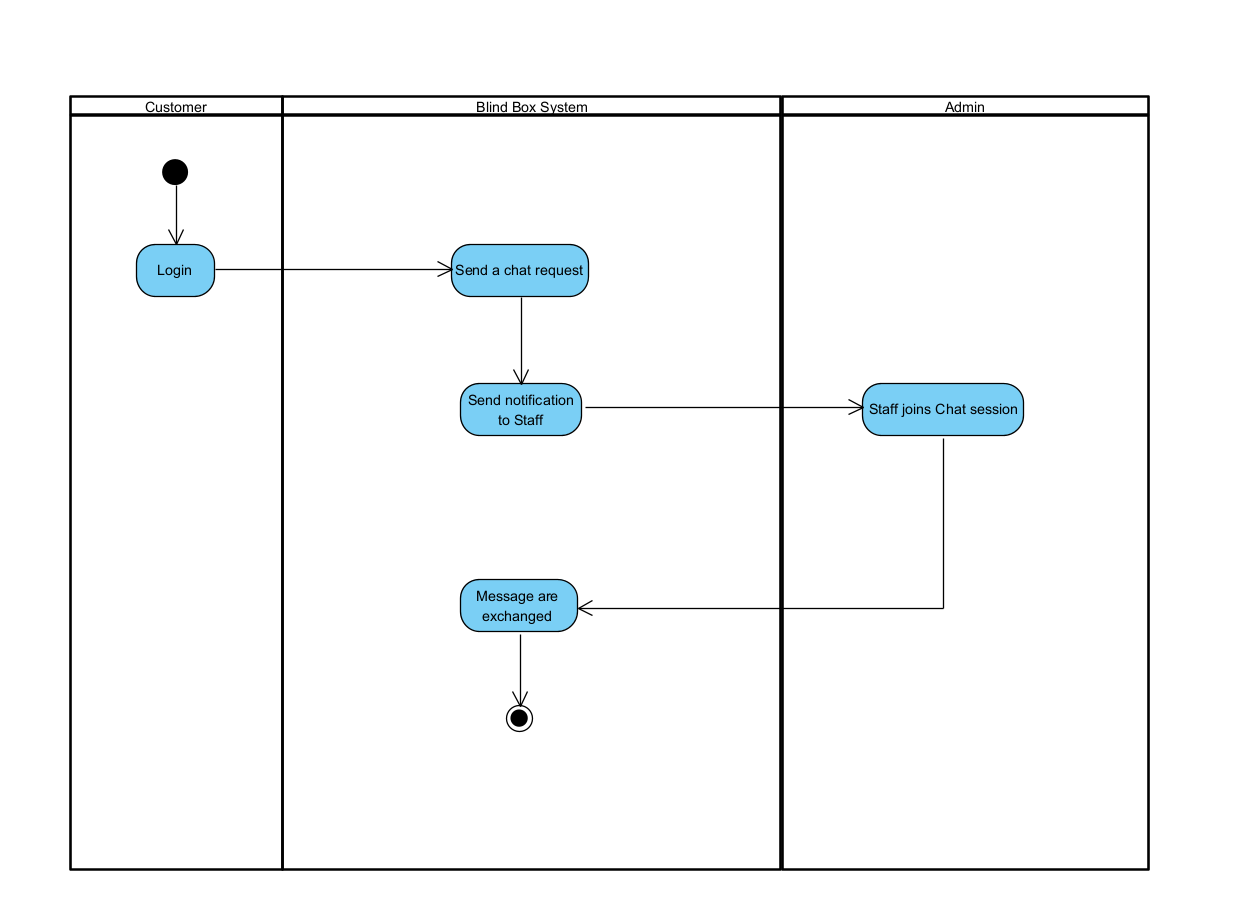 Customer
Blind Box System
Admin
Login
Send a chat request
Send notification
to Staff
Staff joins Chat session
Message are
exchanged